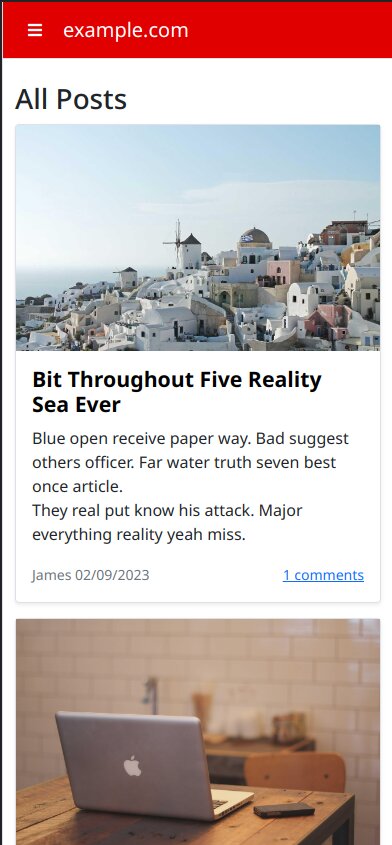 example.com
All Posts
Bit Throughout Five Reality
Sea Ever
Blue open receive paper way. Bad suggest
others officer. Far water truth seven best
once article.
They real put know his attack. Major
everything reality yeah miss.
James 02/09/2023
1 comments